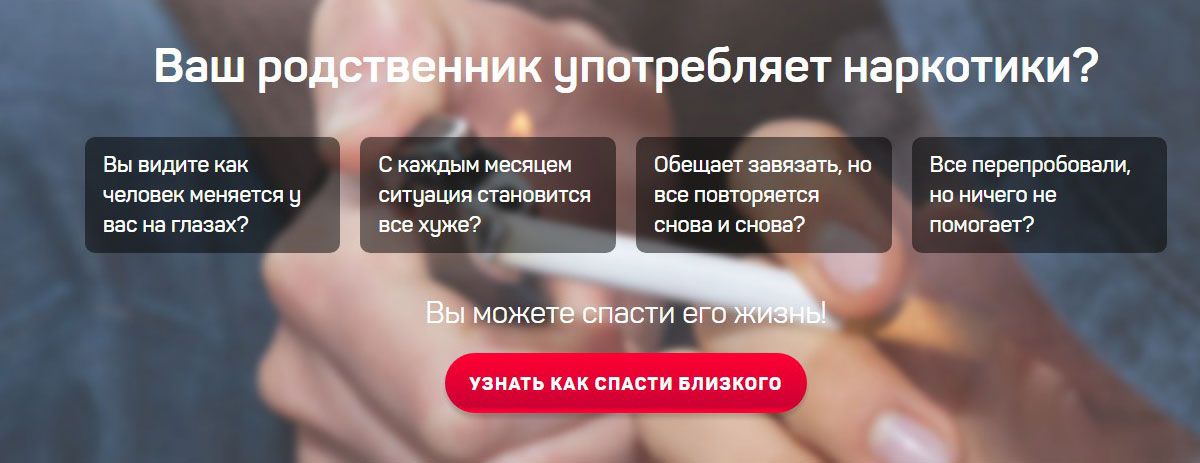 Ваш родственник употребляет наркотики?
Вы видите как
человек меняется у
вас на глазах?
С каждым месяцем
ситуация становится
все хуже?
Обещает завязать, но
все повторяется
снова и снова?
Все перепробовали,
но ничего не
помогает?
Вы можете спасти его жизнь!
УЗНАТЬ КАК СПАСТИ БЛИЗКОГО